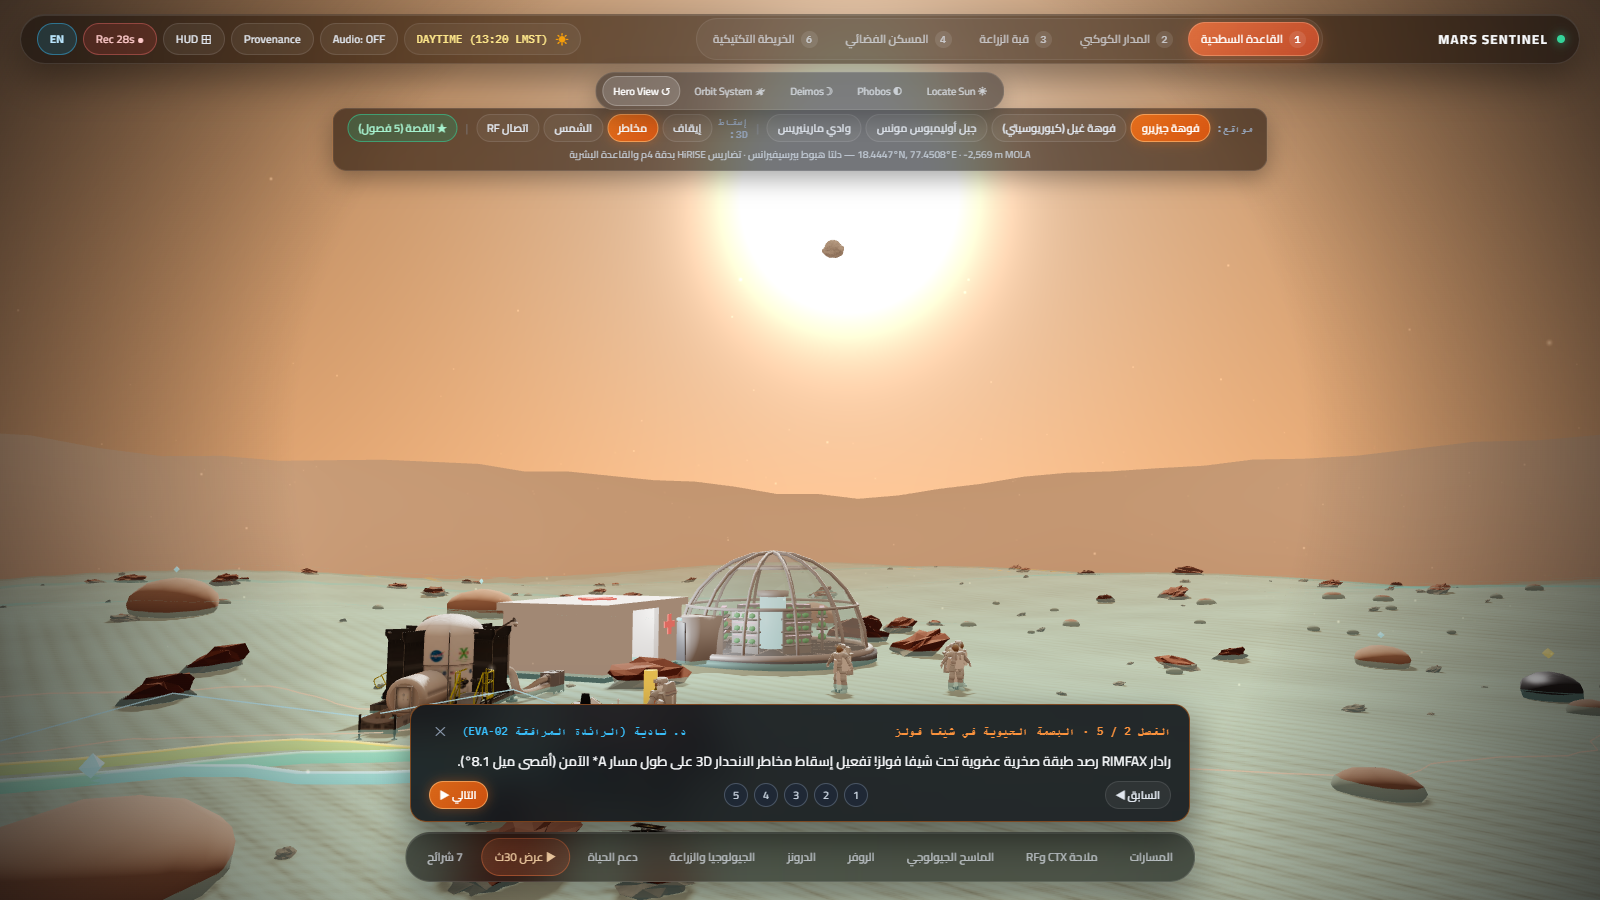 MARS SENTINEL
1 القاعدة السطحية
2 المدار الكوكبي
3 قبة الزراعة
4 المسكن الفضائي
6 الخريطة التكتيكية
DAYTIME (13:20 LMST)
Audio: OFF
Provenance
HUD
Rec 28s
EN
Hero View
Orbit System
Deimos
Phobos
Locate Sun
مواقع:
فوهة جيزيرو
فوهة غيل (كيوريوسيتي)
جبل أوليمبوس مونس
وادي مارينيريس
إسقاط 3D:
إيقاف
مخاطر
الشمس
اتصال RF
★ القصة (5 فصول)
18.4447°N, 77.4508°E · -2,569 m MOLA — دلتا هبوط بيرسيفيرانس · تضاريس HiRISE بدقة 4م والقاعدة البشرية
الفصل 2 / 5 · البصمة الحيوية في شيفا فولز
د. نادية (الرائدة المرافقة EVA-02)
رادار RIMFAX رصد طبقة صخرية عضوية تحت شيفا فولز! تفعيل إسقاط مخاطر الانحدار 3D على طول مسار A* الآمن (أقصى ميل 8.1°).
السابق
1 2 3 4 5
التالي
المسارات
ملاحة CTX وRF
الماسح الجيولوجي
الروفر
الدرونز
الجيولوجيا والزراعة
دعم الحياة
عرض 30ث
7 شرائح